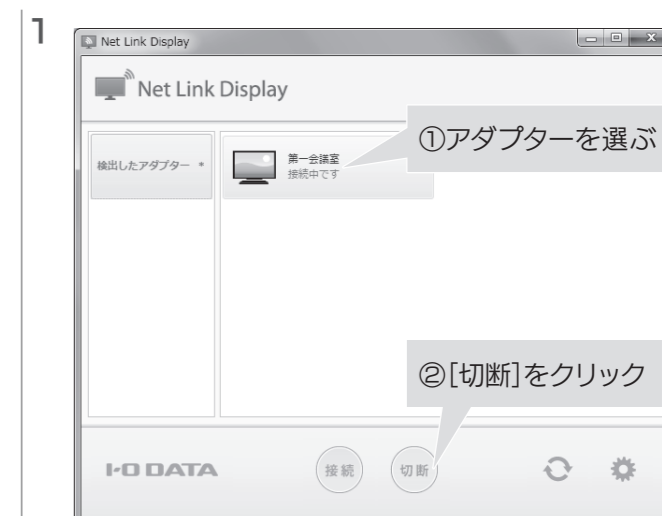 1
Net Link Display
Net Link Display
検出したアダプター *
第一会議室
接続中です
①アダプターを選ぶ
②[切断]をクリック
I-O DATA
接続
切断